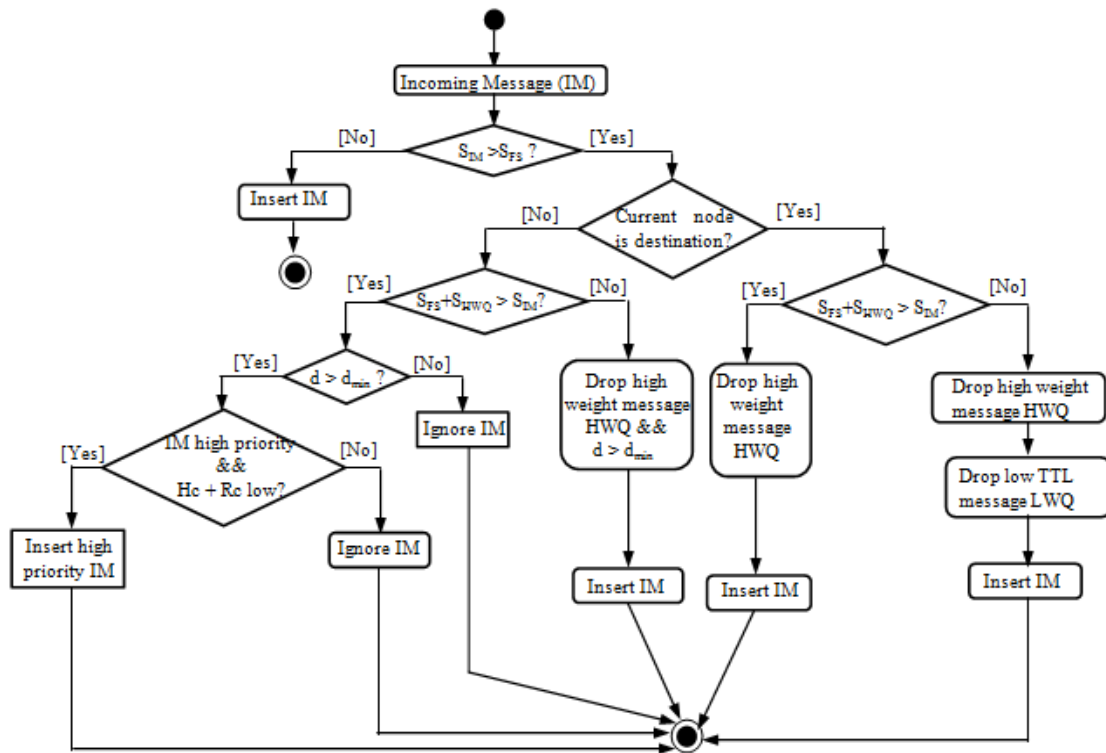 Incoming Message (IM)
[No]
[Yes]
S_IM >S_FS ?
Insert IM
[No]
Current node
is destination?
[Yes]
[Yes]
S_FS+S_HWQ > S_IM?
[No]
[Yes]
S_FS+S_HWQ > S_IM?
[No]
[Yes]
d > d_min ?
[No]
Drop high
weight message
HWQ &&
d > d_min
Drop high
weight
message
HWQ
Drop high weight
message HWQ
Ignore IM
[Yes]
IM high priority
&&
Hc + Rc low?
[No]
Drop low TTL
message LWQ
Insert high
priority IM
Ignore IM
Insert IM
Insert IM
Insert IM